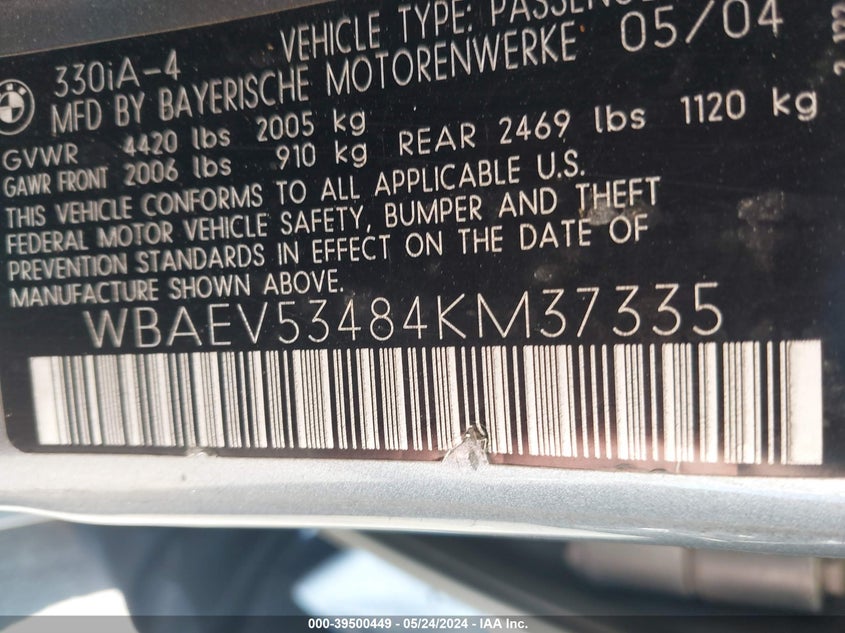 VEHICLE TYPE: PASSENGE
330iA-4
MFD BY BAYERISCHE MOTORENWERKE 05/04
GVWR 4420 lbs 2005 kg
GAWR FRONT 2006 lbs 910 kg REAR 2469 lbs 1120 kg
THIS VEHICLE CONFORMS TO ALL APPLICABLE U.S.
FEDERAL MOTOR VEHICLE SAFETY, BUMPER AND THEFT
PREVENTION STANDARDS IN EFFECT ON THE DATE OF
MANUFACTURE SHOWN ABOVE.
WBAEV53484KM37335
000-39500449 - 05/24/2024 - IAA Inc.